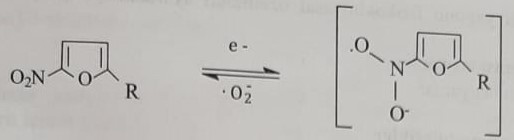 O₂N O R
e -
· O₂⁻
.O N O R
O⁻